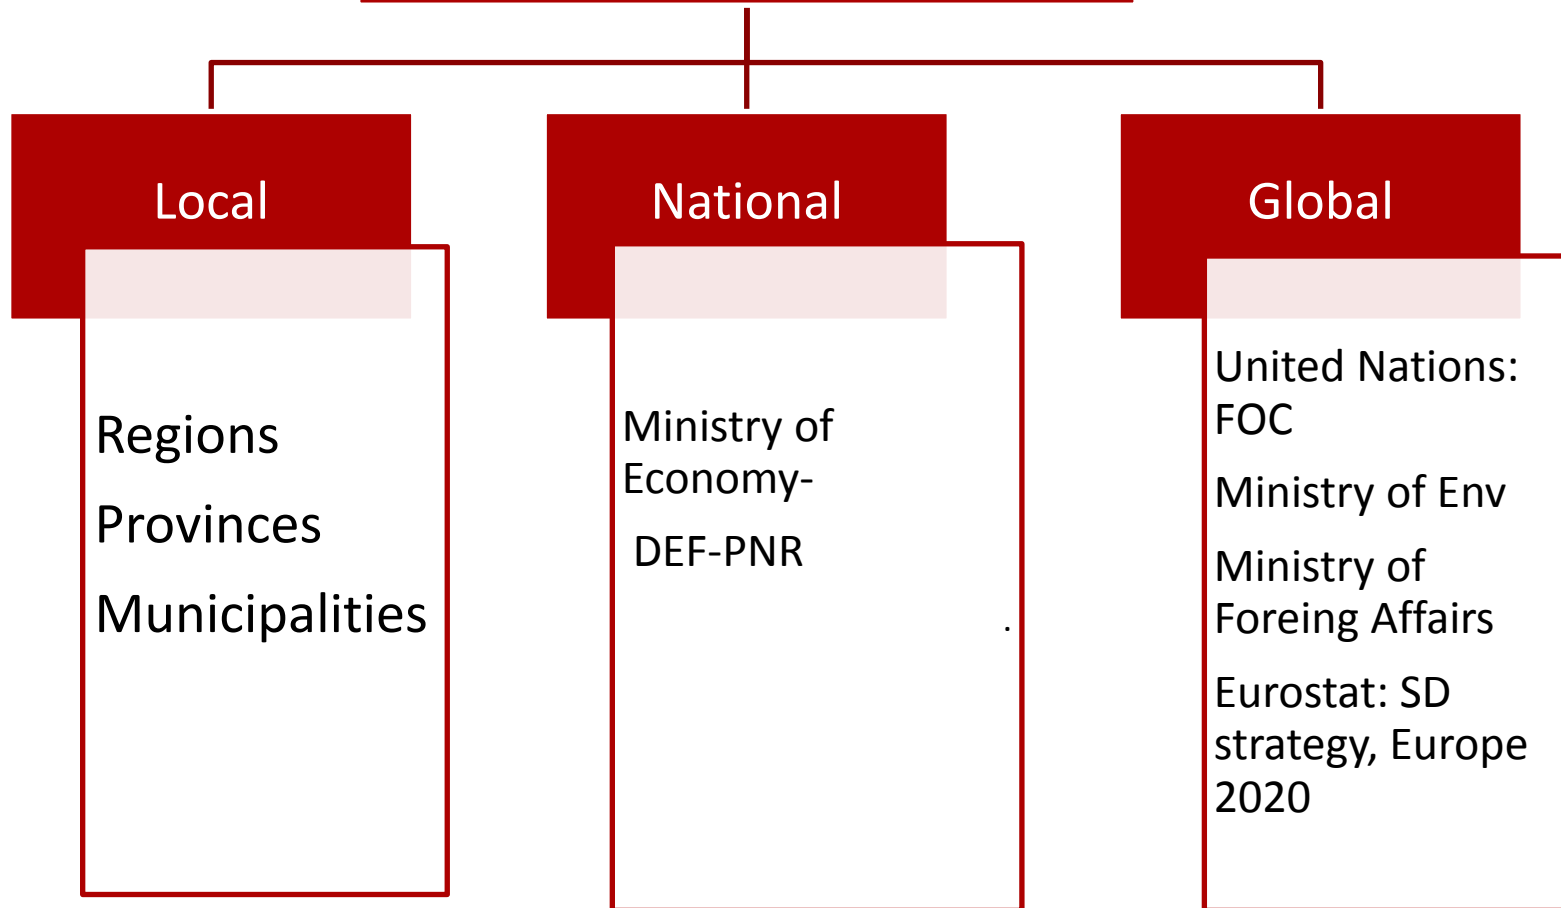 Local
Regions
Provinces
Municipalities
National
Ministry of
Economy-
DEF-PNR
.
Global
United Nations:
FOC
Ministry of Env
Ministry of
Foreing Affairs
Eurostat: SD
strategy, Europe
2020